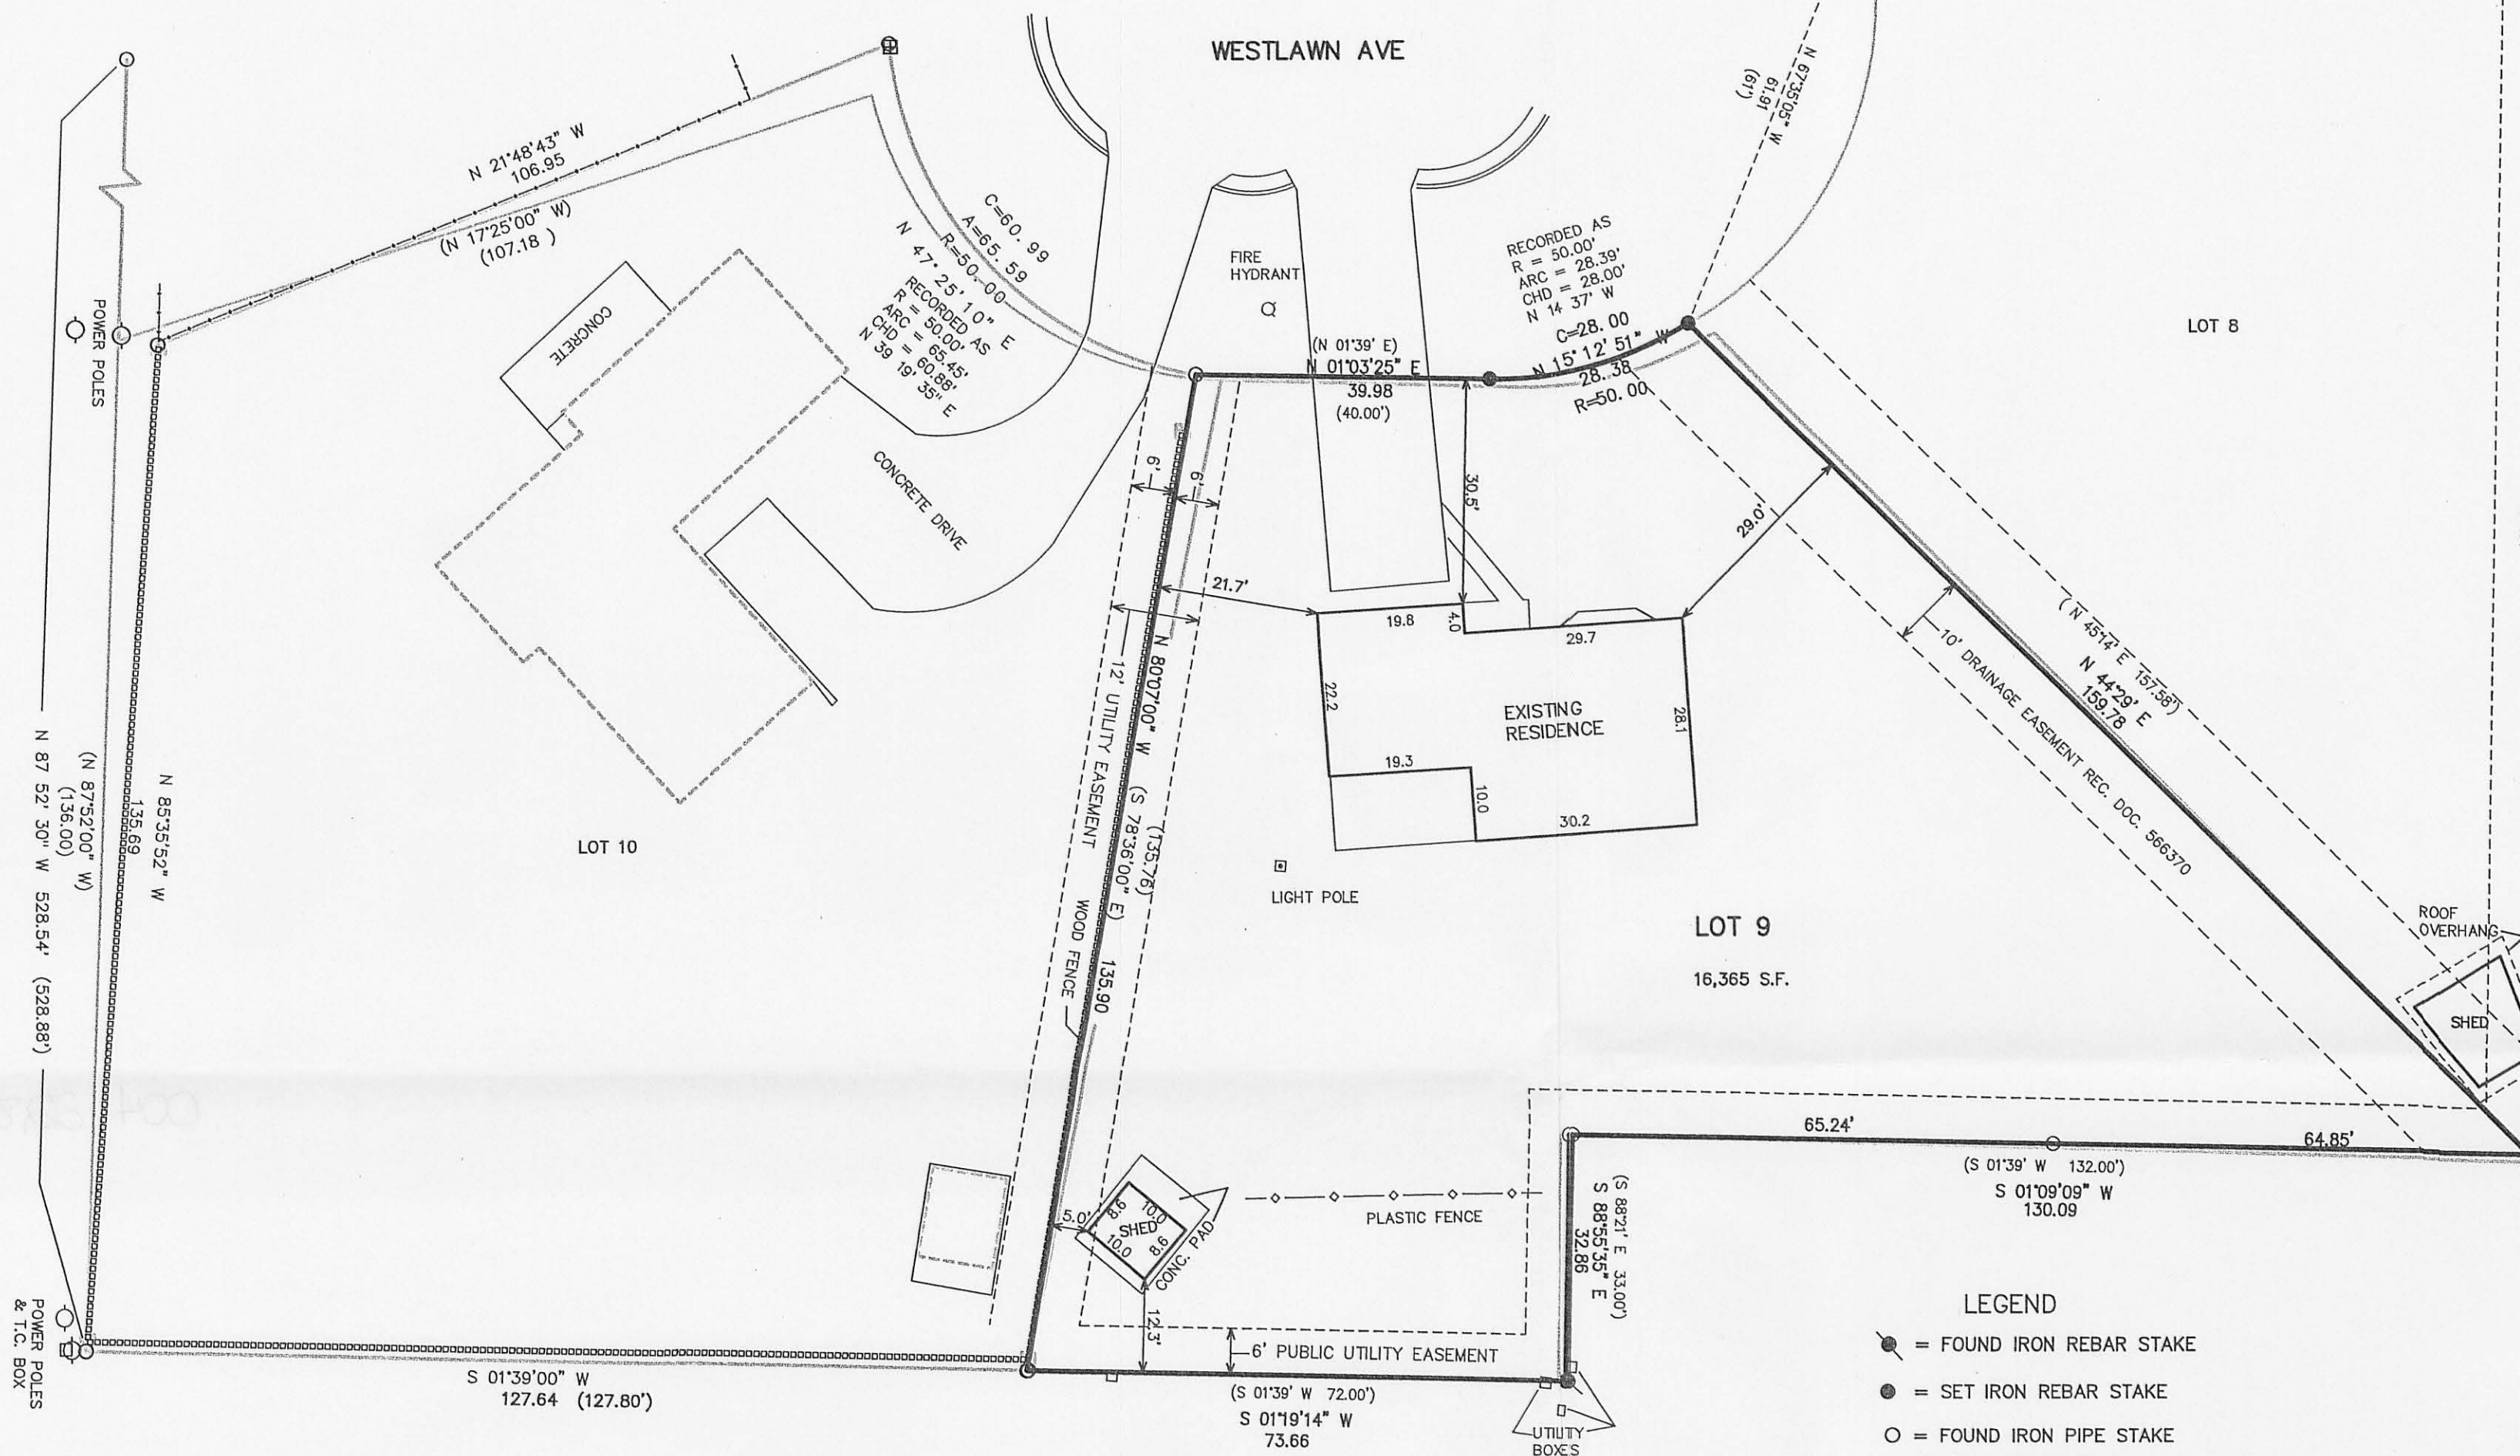 WESTLAWN AVE
N 21°48'43" W
106.95
(N 17°25'00" W)
(107.18 )
C=60.99
A=65.59
R=50.00
N 47°25'10" E
RECORDED AS
R = 50.00'
ARC = 65.45'
CHD = 60.88'
N 39 19' 35" E
FIRE
HYDRANT
RECORDED AS
R = 50.00'
ARC = 28.39'
CHD = 28.00'
N 14 37' W
C=28.00
N 15°12'51" W
28.38
R=50.00
N 67°35'05" W
61.91
(61')
LOT 8
(N 01°39' E)
N 01°03'25" E
39.98
(40.00')
POWER POLES
CONCRETE
CONCRETE DRIVE
6'
6'
30.5'
29.0'
21.7'
19.8
4.0
29.7
22.2
28.1
19.3
10.0
30.2
EXISTING
RESIDENCE
12' UTILITY EASEMENT
N 80°07'00" W
(S 78°36'00" E)
(135.76)
135.90
WOOD FENCE
( N 45°14' E 157.58')
N 44°29' E
159.78
10' DRAINAGE EASEMENT REC. DOC. 566370
N 87 52' 30" W 528.54' (528.88')
(N 87°52'00" W)
(136.00)
N 85°35'52" W
135.69
LOT 10
LIGHT POLE
LOT 9
16,365 S.F.
ROOF
OVERHANG
SHED
65.24'
64.85'
(S 01°39' W 132.00')
S 01°09'09" W
130.09
(S 88°21' E 33.00')
S 88°55'35" E
32.86
5.0'
8.6
10.0
SHED
10.0
8.6
CONC. PAD
PLASTIC FENCE
12.3'
6' PUBLIC UTILITY EASEMENT
(S 01°39' W 72.00')
S 01°19'14" W
73.66
UTILITY
BOXES
S 01°39'00" W
127.64 (127.80')
POWER POLES
& T.C. BOX
LEGEND
= FOUND IRON REBAR STAKE
= SET IRON REBAR STAKE
= FOUND IRON PIPE STAKE